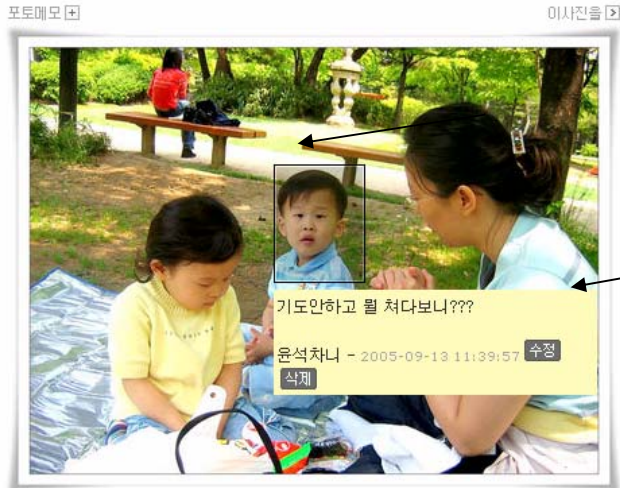 포토메모
이사진을
기도안하고 뭘 쳐다보니???
윤석차니 - 2005-09-13 11:39:57 수정
삭제